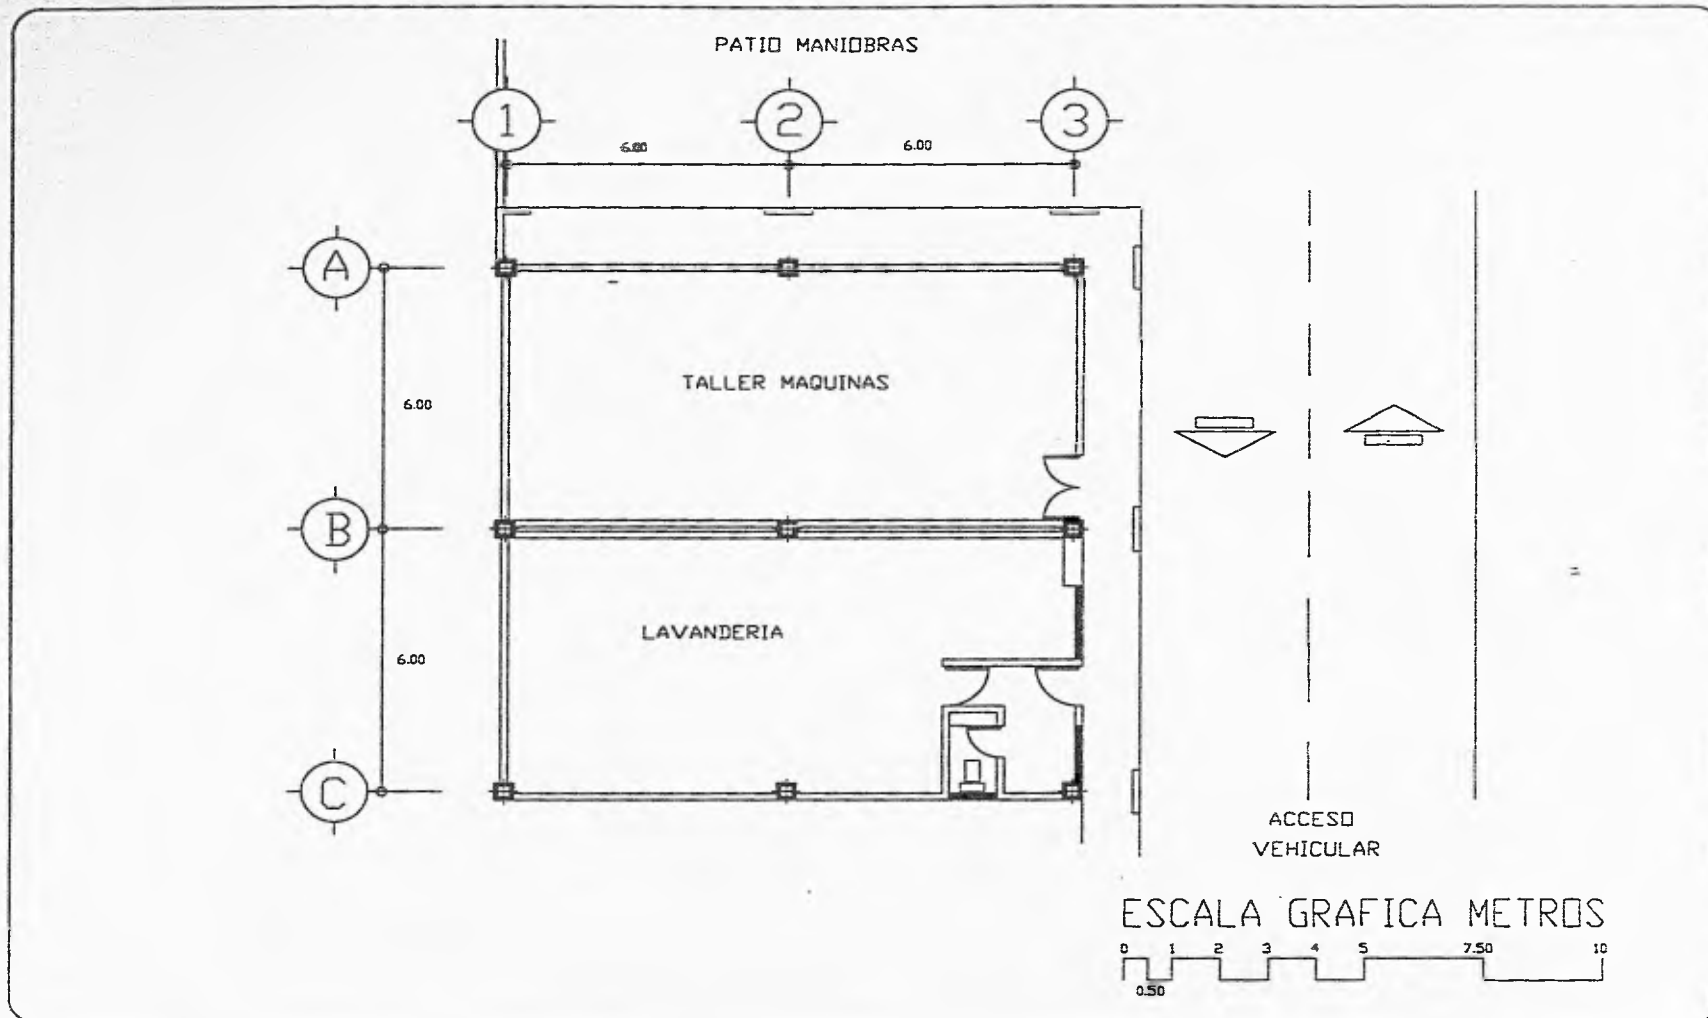 PATIO MANIOBRAS
1 2 3
6.00 6.00
A
TALLER MAQUINAS
6.00
B
LAVANDERIA
6.00
C
ACCESO
VEHICULAR
ESCALA GRAFICA METROS
0 1 2 3 4 5 7.50 10
0.50